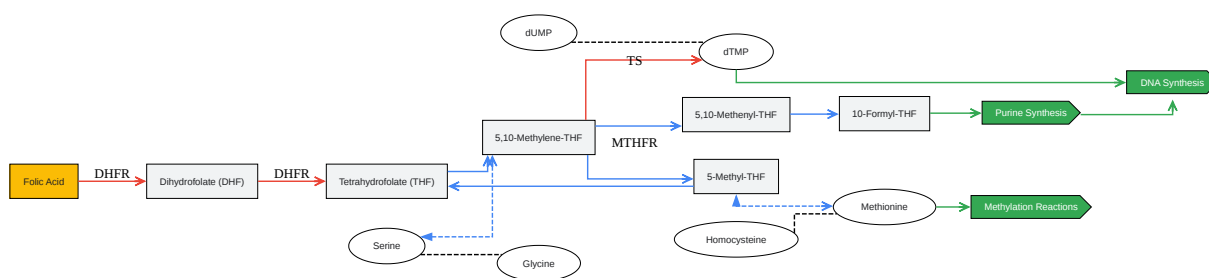 dUMP
dTMP
TS
DNA Synthesis
5,10-Methylene-THF
5,10-Methenyl-THF
10-Formyl-THF
Purine Synthesis
MTHFR
Folic Acid
DHFR
Dihydrofolate (DHF)
DHFR
Tetrahydrofolate (THF)
5-Methyl-THF
Methionine
Methylation Reactions
Serine
Homocysteine
Glycine